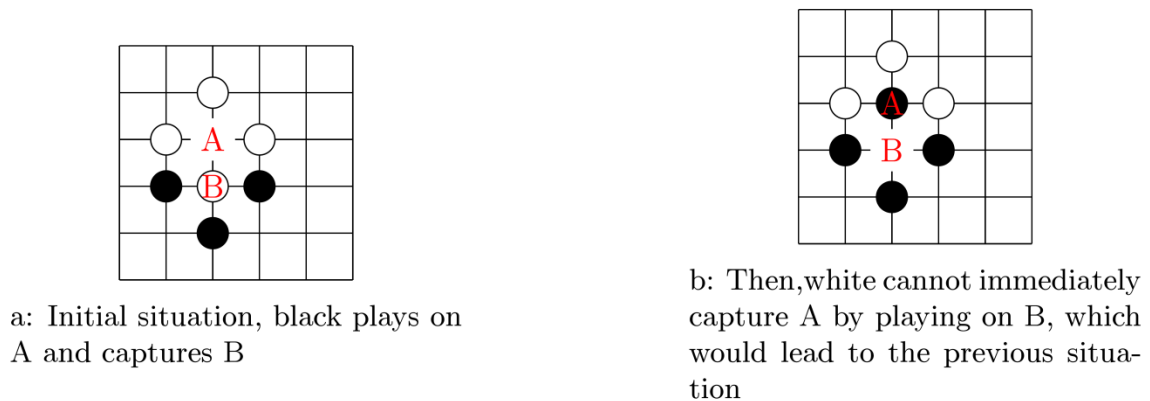 A
B
a: Initial situation, black plays on
A and captures B
A
B
b: Then,white cannot immediately
capture A by playing on B, which
would lead to the previous situa-
tion